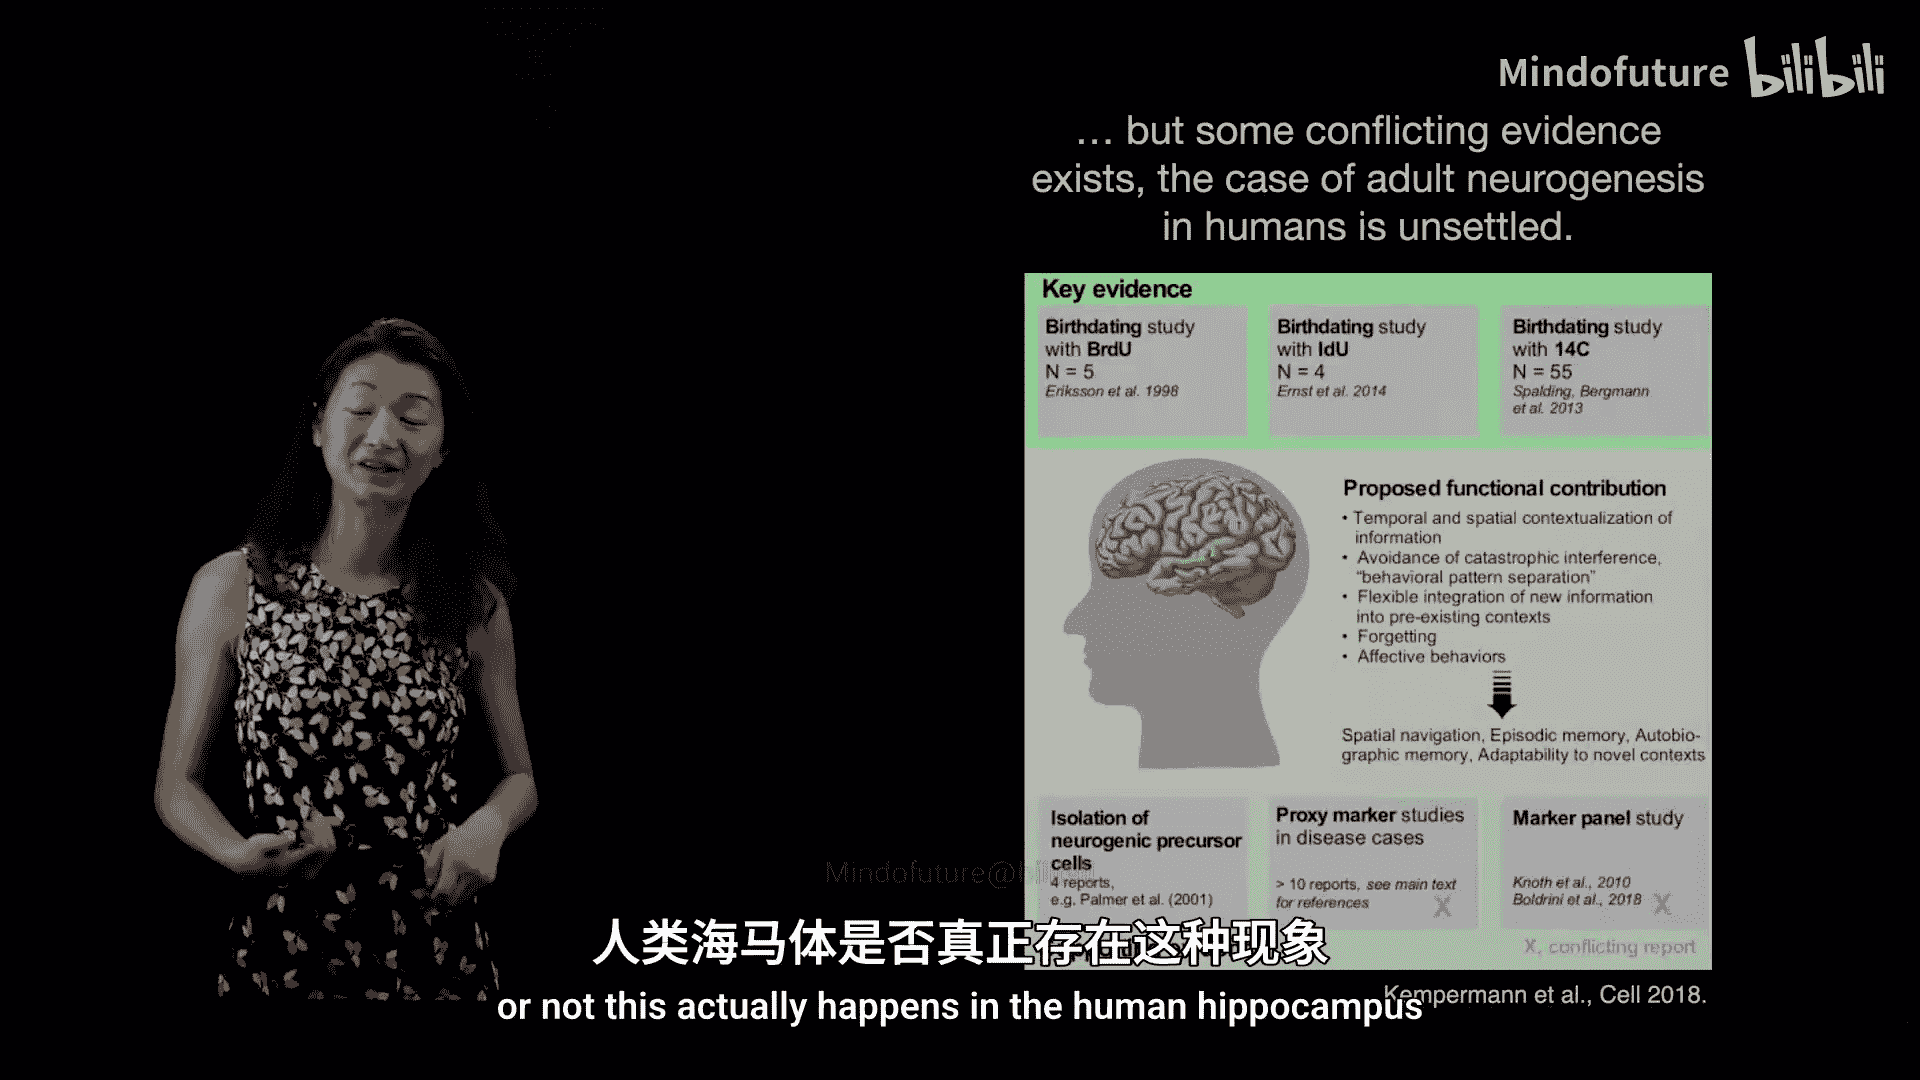 Mindofuture bilibili
… but some conflicting evidence
exists, the case of adult neurogenesis
in humans is unsettled.
Key evidence
Birthdating study
with BrdU
N = 5
Eriksson et al. 1998
Birthdating study
with IdU
N = 4
Ernst et al. 2014
Birthdating study
with 14C
N = 55
Spalding, Bergmann
et al. 2013
Proposed functional contribution
• Temporal and spatial contextualization of
information
• Avoidance of catastrophic interference,
“behavioral pattern separation”
• Flexible integration of new information
into pre-existing contexts
• Forgetting
• Affective behaviors
Spatial navigation, Episodic memory, Autobio-
graphic memory, Adaptability to novel contexts
Isolation of
neurogenic precursor
cells
4 reports,
e.g. Palmer et al. (2001)
Proxy marker studies
in disease cases
> 10 reports, see main text
for references
X
Marker panel study
Knoth et al., 2010
Boldrini et al., 2018
X
X, conflicting report
Mindofuture@
人类海马体是否真正存在这种现象
or not this actually happens in the human hippocampus
Kempermann et al., Cell 2018.